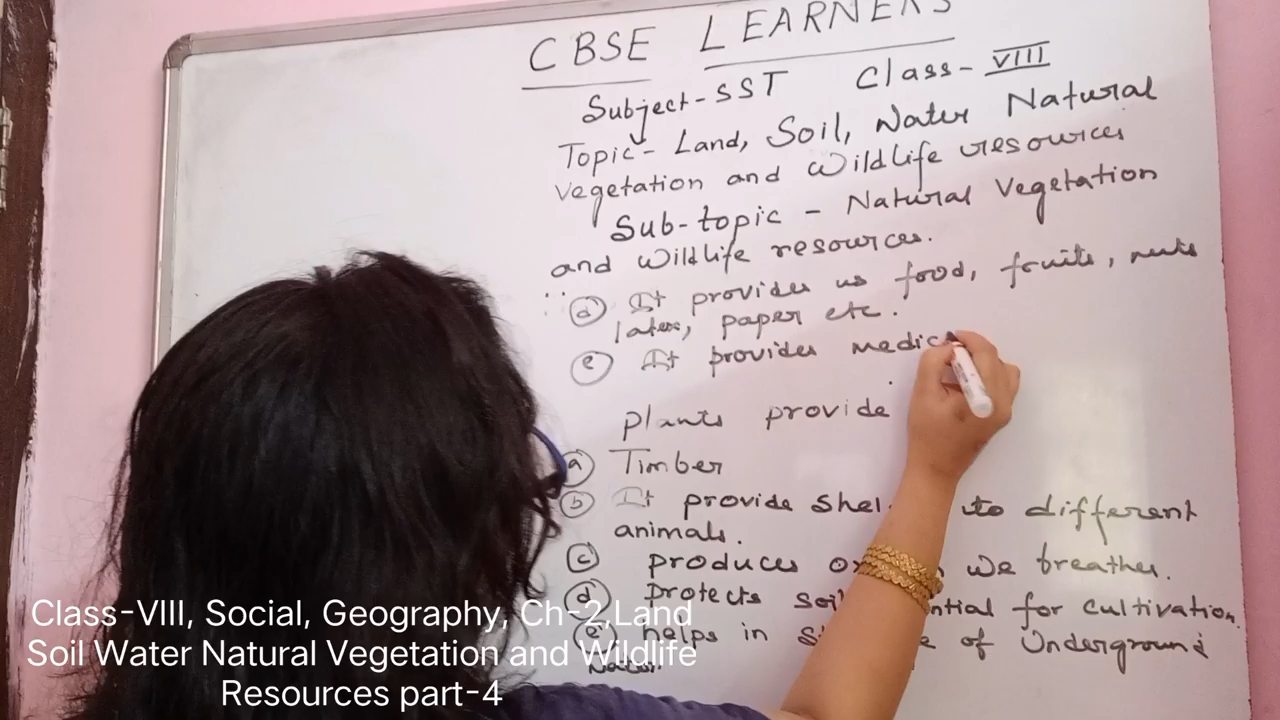 CBSE LEARNERS
Subject-SST Class-VIII
Topic- Land, Soil, Water Natural
Vegetation and Wildlife resources
Sub-topic - Natural Vegetation
and Wildlife resources.
(d) It provides us food, fruits, nuts
latex, paper etc.
(e) It provides medic
plants provide
(a) Timber
(b) It provide shel to different
animals.
(c) produces we breathe.
(d) protects soil for cultivation.
(e) helps in of Underground
Water
Class-VIII, Social, Geography, Ch-2,Land
Soil Water Natural Vegetation and Wildlife
Resources part-4